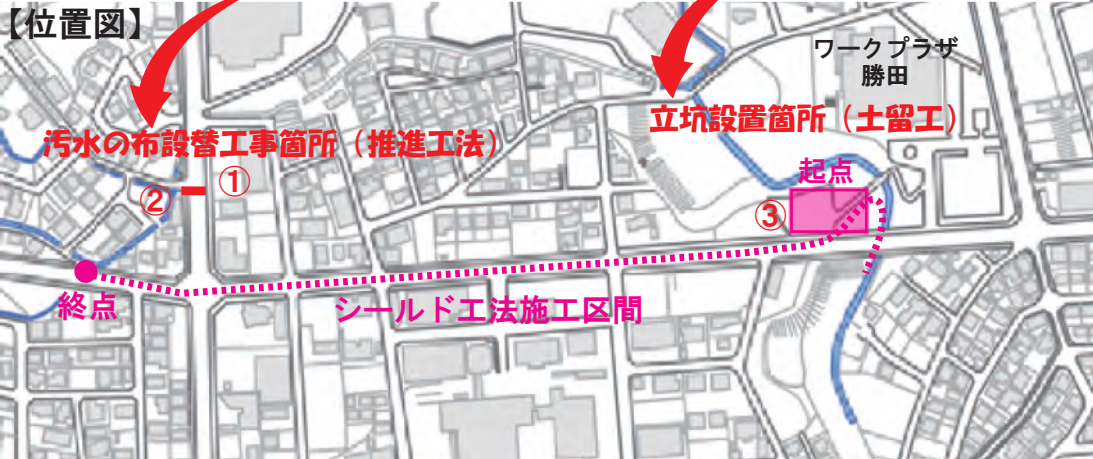 【位置図】
ワークプラザ
勝田
汚水の布設替工事箇所（推進工法）
立坑設置箇所（土留工）
①
②
起点
③
終点
シールド工法施工区間